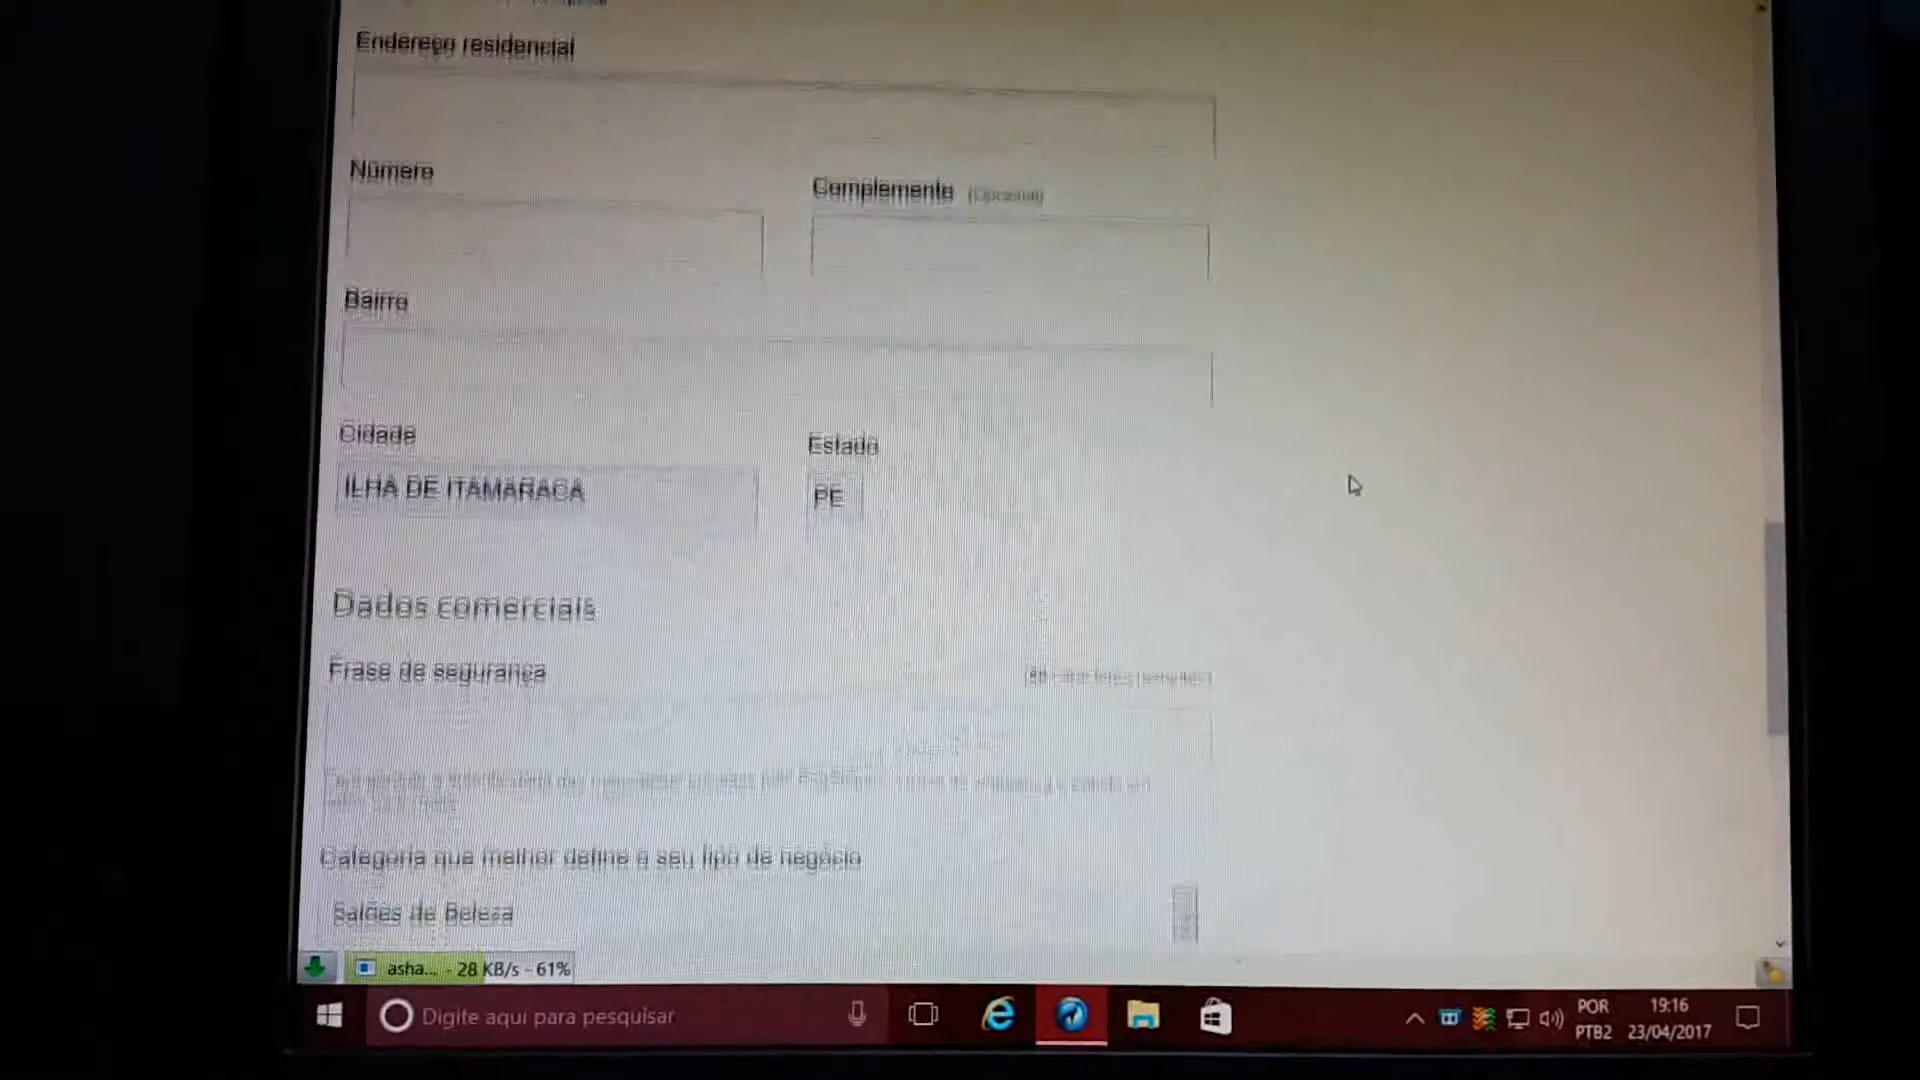 Endereço residencial
Número
Complemento (Opcional)
Bairro
Cidade
Estado
ILHA DE ITAMARACA
PE
Dados comerciais
Frase de segurança
Categoria que melhor define o seu tipo de negócio
Salões de Beleza
asha... - 28 KB/s - 61%
Digite aqui para pesquisar
POR
19:16
PTB2
23/04/2017